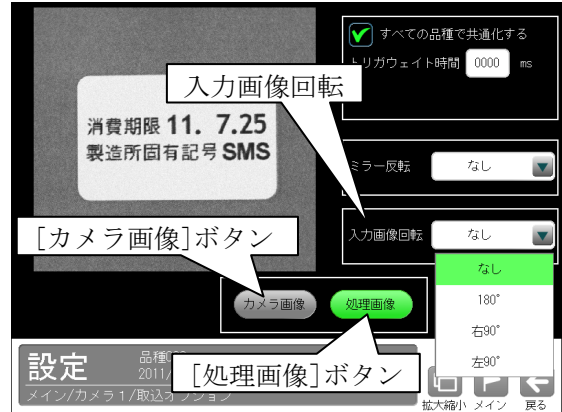 すべての品種で共通化する
トリガウェイト時間 0000 ms
入力画像回転
消費期限 11. 7.25
製造所固有記号 SMS
ミラー反転 なし
[カメラ画像]ボタン
入力画像回転 なし
なし
180°
右90°
左90°
カメラ画像 処理画像
設定
品種
2011/
[処理画像]ボタン
メイン/カメラ1/取込オプション
拡大縮小 メイン 戻る